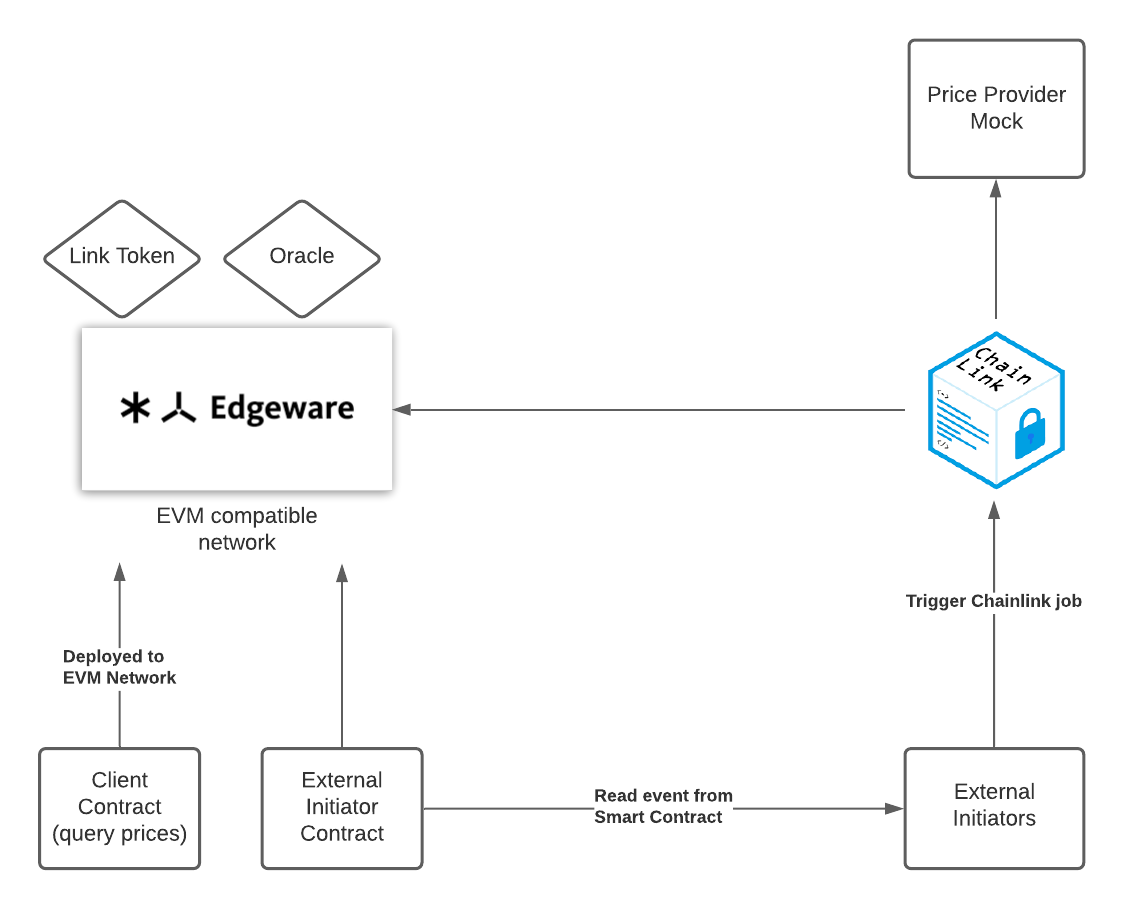 Price Provider
Mock
Link Token
Oracle
Chain
Link
Edgeware
EVM compatible
network
Trigger Chainlink job
Deployed to
EVM Network
Client
Contract
(query prices)
External
Initiator
Contract
Read event from
Smart Contract
External
Initiators